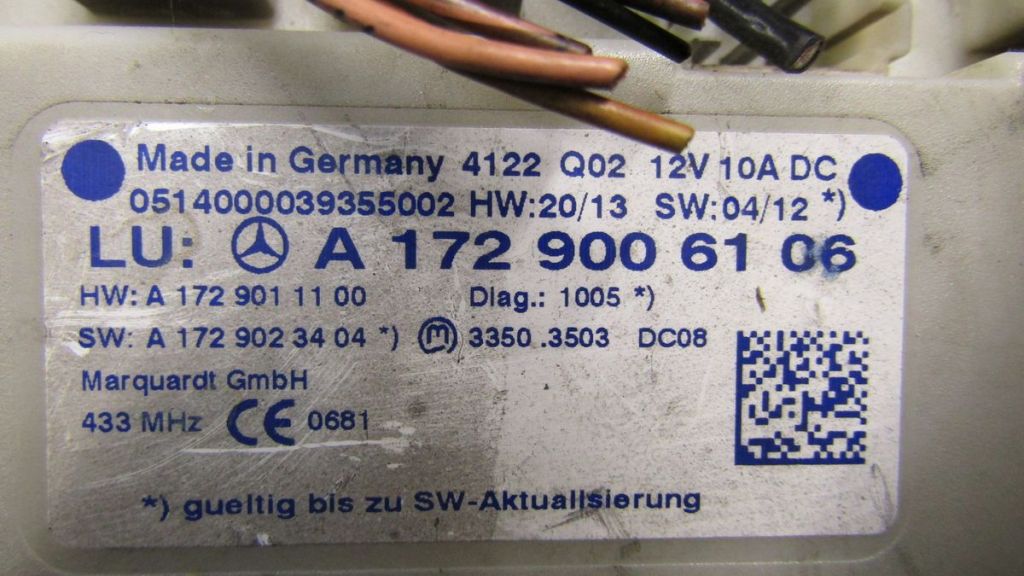 Made in Germany 4122 Q02 12V 10A DC
0514000039355002 HW:20/13 SW:04/12 *)
LU: A 172 900 61 06
HW: A 172 901 11 00 Diag.: 1005 *)
SW: A 172 902 34 04 *) m 3350 .3503 DC08
Marquardt GmbH
433 MHz CE 0681
*) gueltig bis zu SW-Aktualisierung